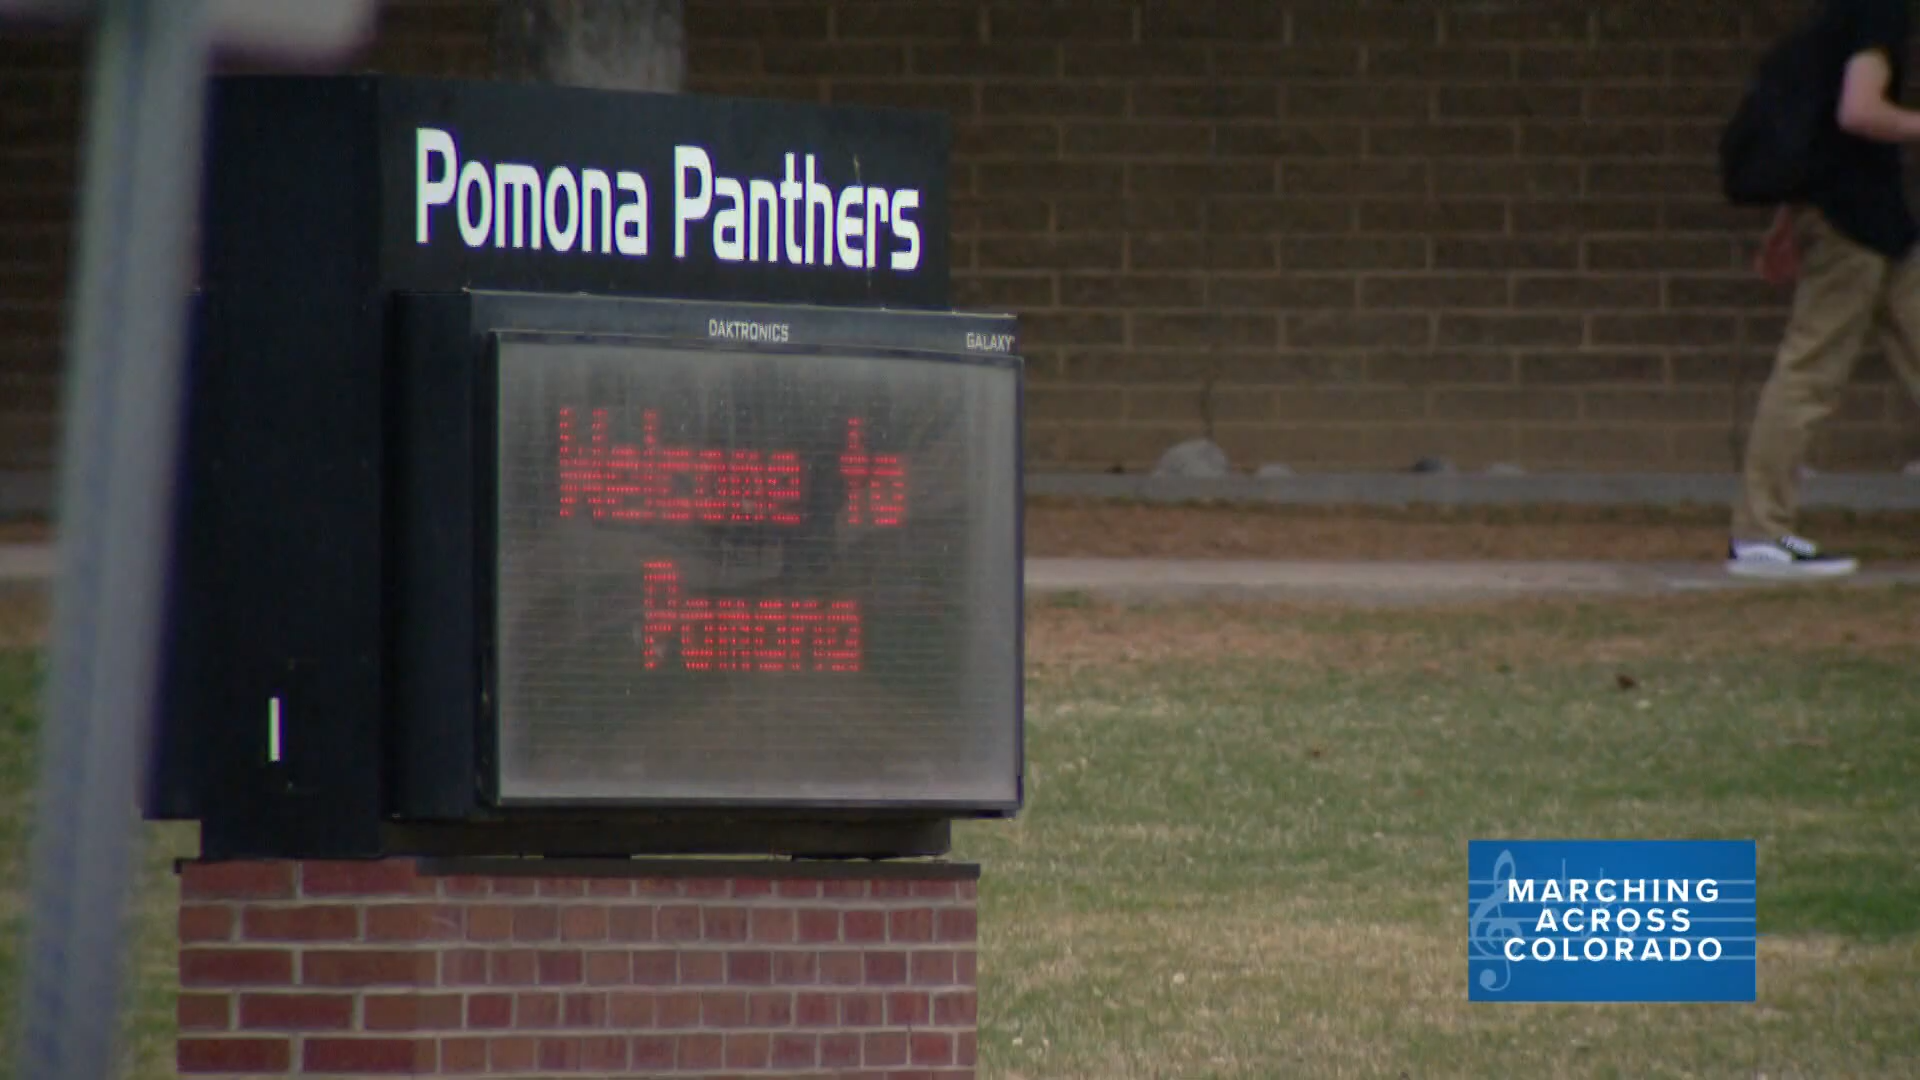 Pomona Panthers
DAKTRONICS
GALAXY
Welcome to
Pomona
MARCHING
ACROSS
COLORADO